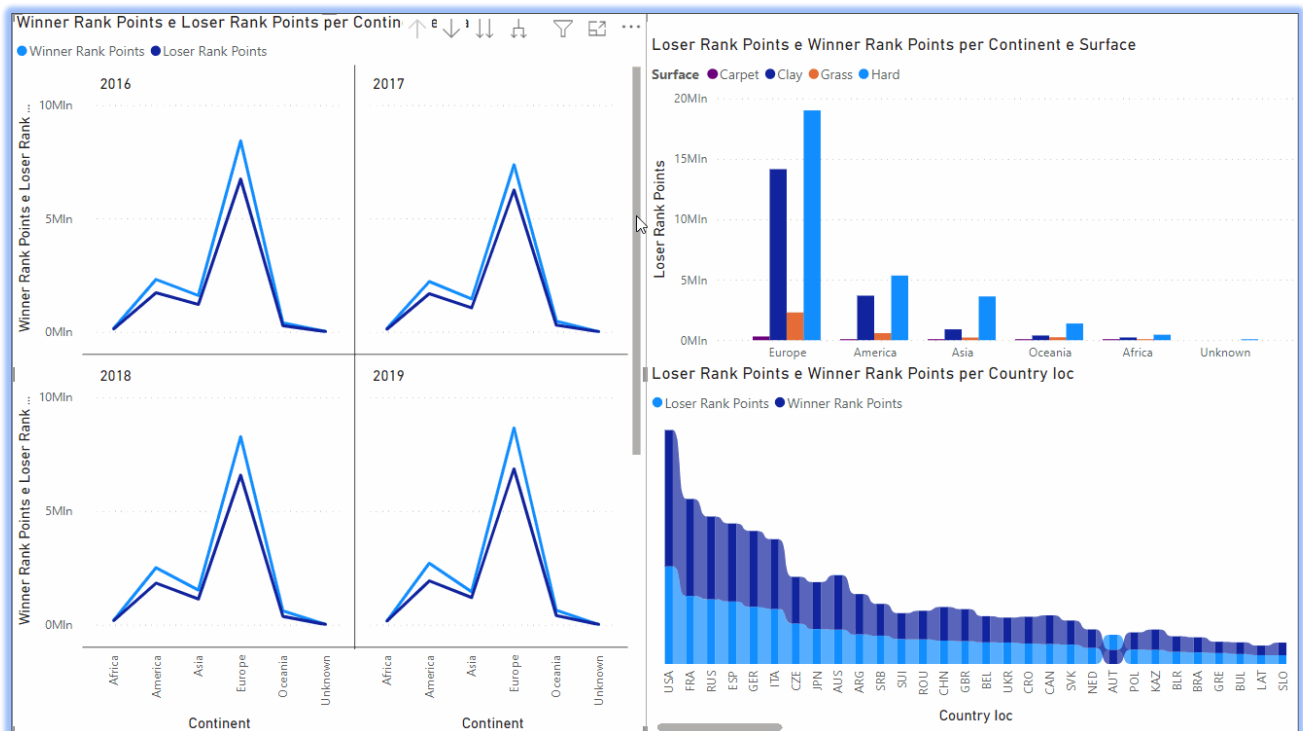 Winner Rank Points e Loser Rank Points per Contin
Winner Rank Points Loser Rank Points
Winner Rank Points e Loser Rank ...
2016
2017
10Mln
5Mln
0Mln
Winner Rank Points e Loser Rank ...
2018
2019
10Mln
5Mln
0Mln
Africa
America
Asia
Europe
Oceania
Unknown
Africa
America
Asia
Europe
Oceania
Unknown
Continent
Continent
Loser Rank Points e Winner Rank Points per Continent e Surface
Surface Carpet Clay Grass Hard
Loser Rank Points
20Mln
15Mln
10Mln
5Mln
0Mln
Europe America Asia Oceania Africa Unknown
Loser Rank Points e Winner Rank Points per Country Ioc
Loser Rank Points Winner Rank Points
USA
FRA
RUS
ESP
GER
ITA
CZE
JPN
AUS
ARG
SRB
SUI
ROU
CHN
GBR
BEL
UKR
CRO
CAN
SVK
NED
AUT
POL
KAZ
BLR
BRA
GRE
BUL
LAT
SLO
Country Ioc